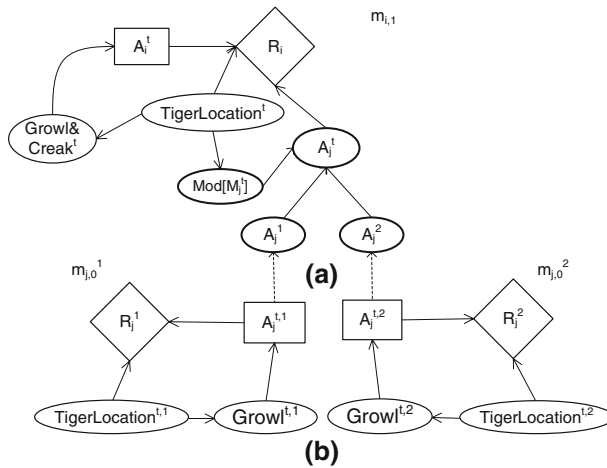 m_{i,1}
A_i^t
R_i
TigerLocation^t
Growl&
Creak^t
A_j^t
Mod[M_j^t]
A_j^1
A_j^2
(a)
m_{j,0}^1
m_{j,0}^2
R_j^1
A_j^{t,1}
A_j^{t,2}
R_j^2
TigerLocation^{t,1}
Growl^{t,1}
Growl^{t,2}
TigerLocation^{t,2}
(b)